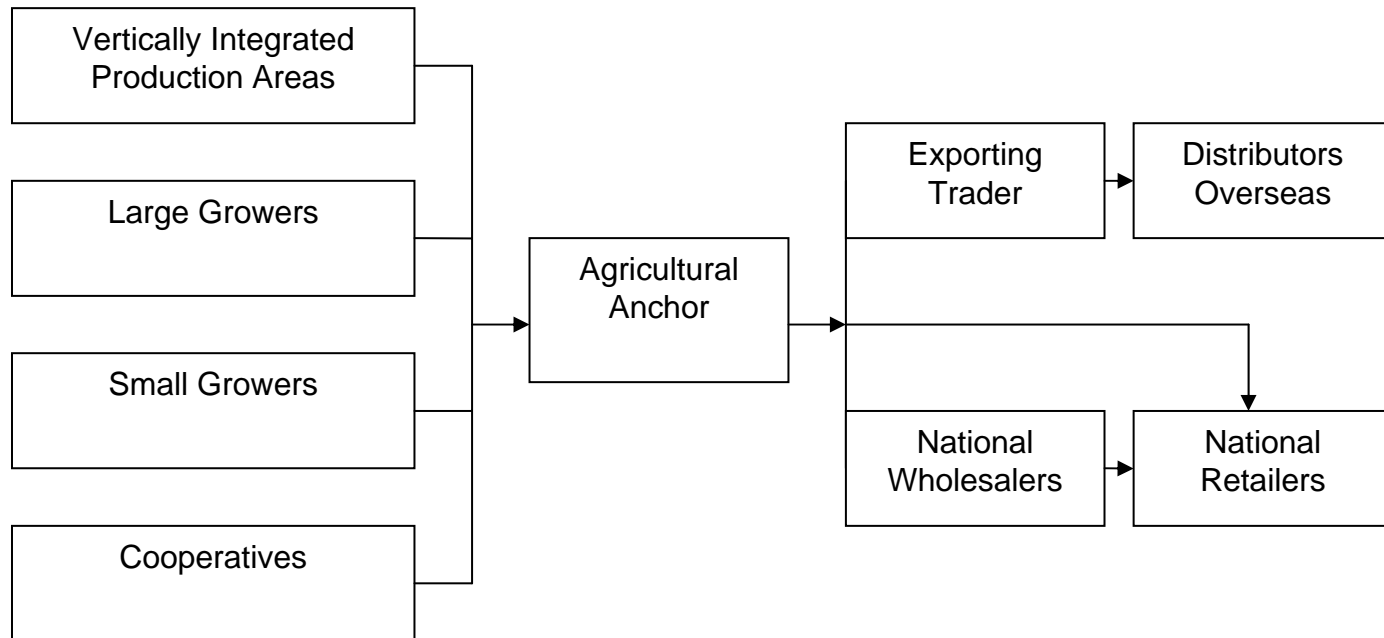 Vertically Integrated
Production Areas
Large Growers
Small Growers
Cooperatives
Agricultural
Anchor
Exporting
Trader
Distributors
Overseas
National
Wholesalers
National
Retailers